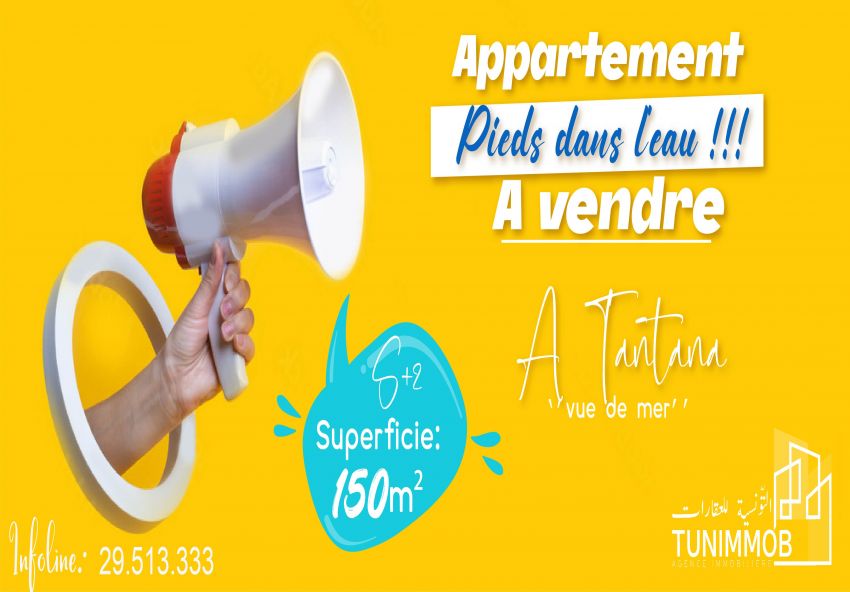 Appartement
Pieds dans l'eau !!!
A vendre
A Tantana
''vue de mer''
S+2
Superficie:
150m²
التونسية للعقارات
TUNIMMOB
AGENCE IMMOBILIERE
Infoline: 29.513.333